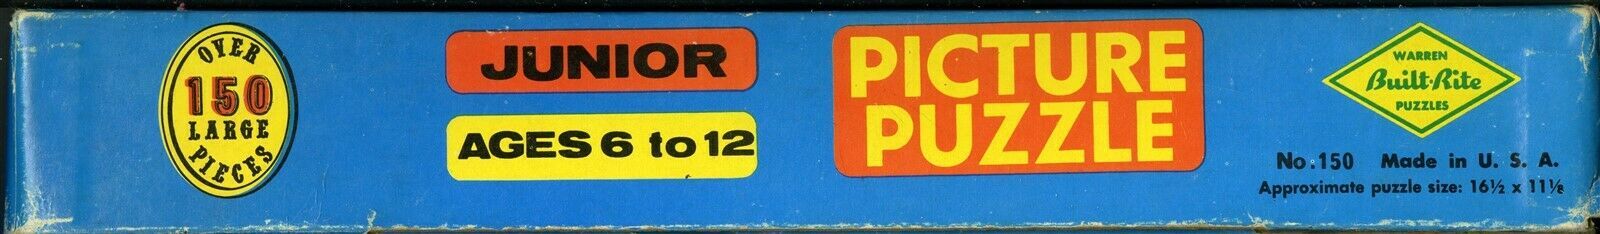 OVER
150
LARGE
PIECES
JUNIOR
AGES 6 to 12
PICTURE
PUZZLE
WARREN
Built-Rite
PUZZLES
No. 150 Made in U. S. A.
Approximate puzzle size: 16½ x 11⅛